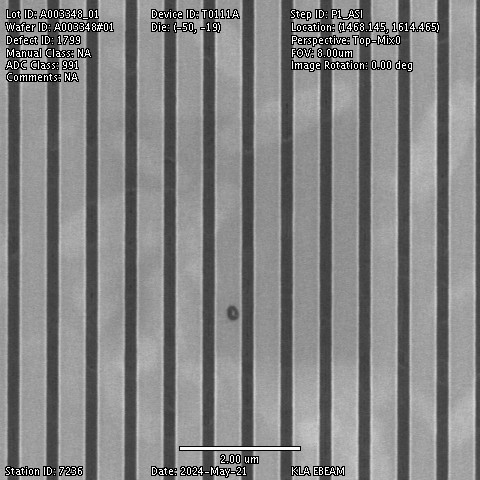 Lot ID: A003348_01
Wafer ID: A003348#01
Defect ID: 1799
Manual Class: NA
ADC Class: 991
Comments: NA
Device ID: T0111A
Die: (-50, -19)
Step ID: P1_ASI
Location: (1468.145, 1614.465)
Perspective: Top-Mix0
FOV: 8.00um
Image Rotation: 0.00 deg
2.00 um
Station ID: 7236
Date: 2024-May-21
KLA EBEAM